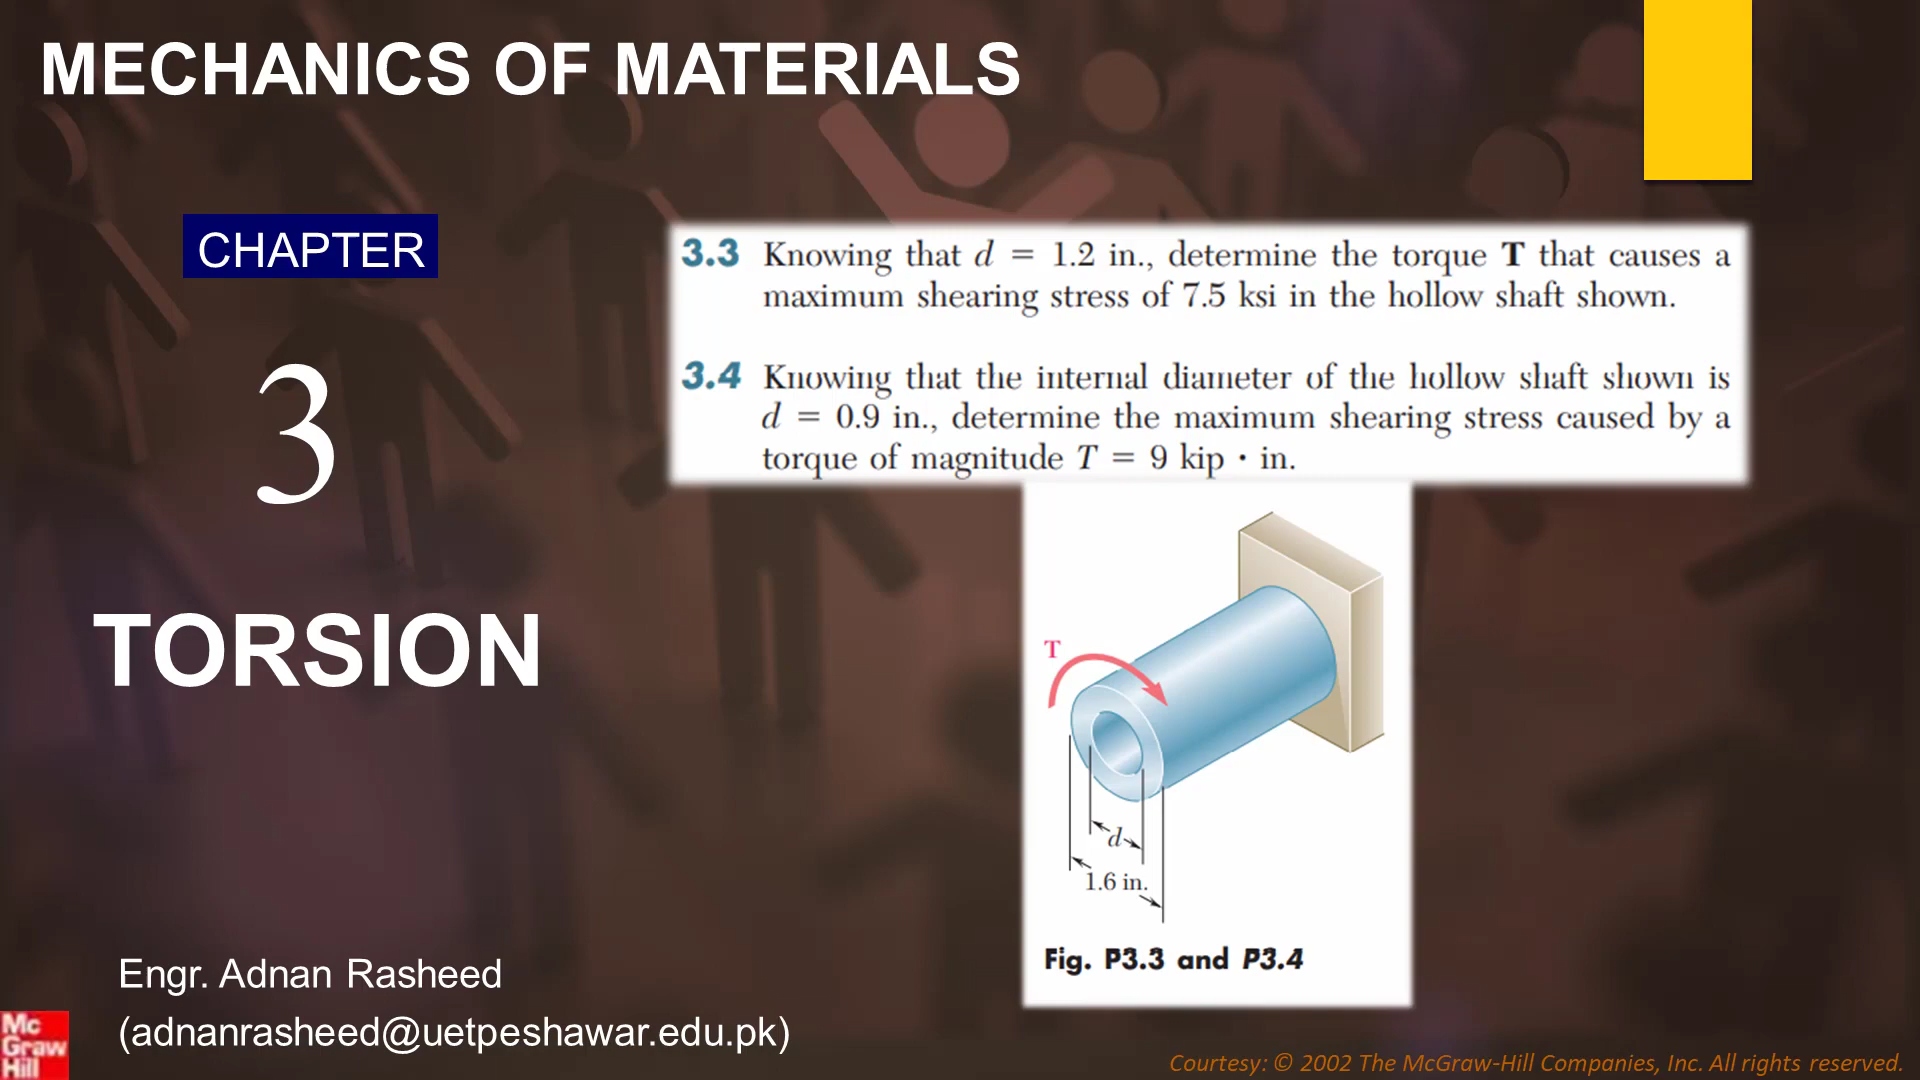 MECHANICS OF MATERIALS
CHAPTER
3
TORSION
3.3 Knowing that d = 1.2 in., determine the torque T that causes a
maximum shearing stress of 7.5 ksi in the hollow shaft shown.
3.4 Knowing that the internal diameter of the hollow shaft shown is
d = 0.9 in., determine the maximum shearing stress caused by a
torque of magnitude T = 9 kip · in.
T
d
1.6 in.
Fig. P3.3 and P3.4
Engr. Adnan Rasheed
(adnanrasheed@uetpeshawar.edu.pk)
Mc
Graw
Hill
Courtesy: © 2002 The McGraw-Hill Companies, Inc. All rights reserved.